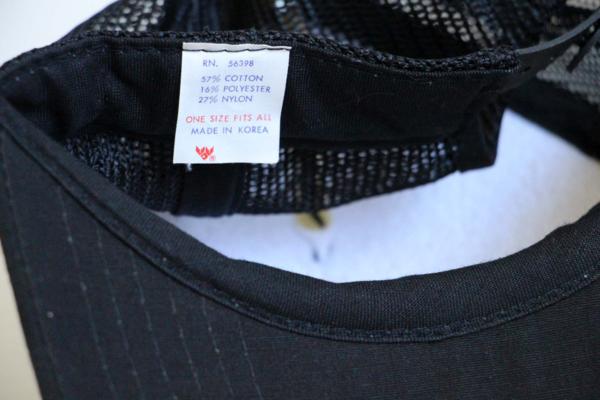 RN. 56398
57% COTTON
16% POLYESTER
27% NYLON
ONE SIZE FITS ALL
MADE IN KOREA
®